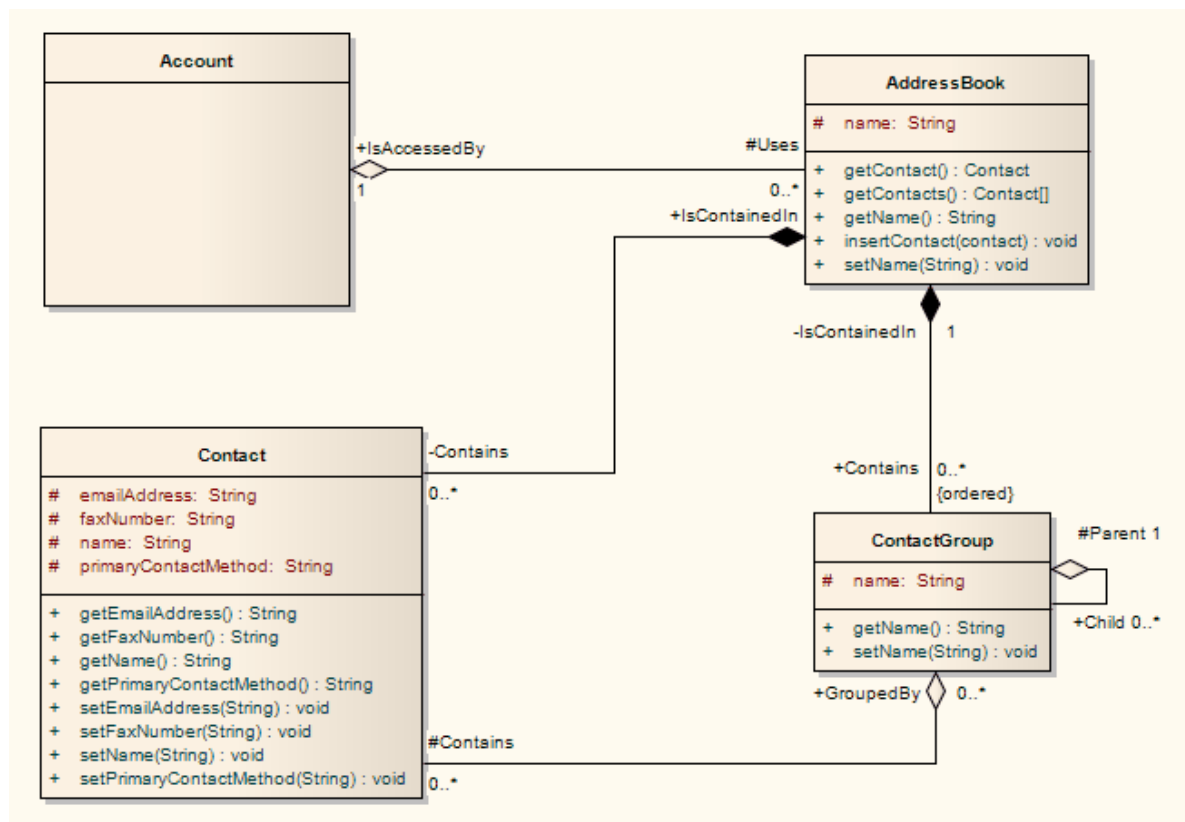 Account
AddressBook
# name: String
+ getContact() : Contact
+ getContacts() : Contact[]
+ getName() : String
+ insertContact(contact) : void
+ setName(String) : void
+IsAccessedBy
1
#Uses
0..*
+IsContainedIn
-IsContainedIn 1
-Contains
0..*
+Contains 0..*
{ordered}
Contact
# emailAddress: String
# faxNumber: String
# name: String
# primaryContactMethod: String
+ getEmailAddress() : String
+ getFaxNumber() : String
+ getName() : String
+ getPrimaryContactMethod() : String
+ setEmailAddress(String) : void
+ setFaxNumber(String) : void
+ setName(String) : void
+ setPrimaryContactMethod(String) : void
ContactGroup
# name: String
+ getName() : String
+ setName(String) : void
#Parent 1
+Child 0..*
+GroupedBy 0..*
#Contains
0..*